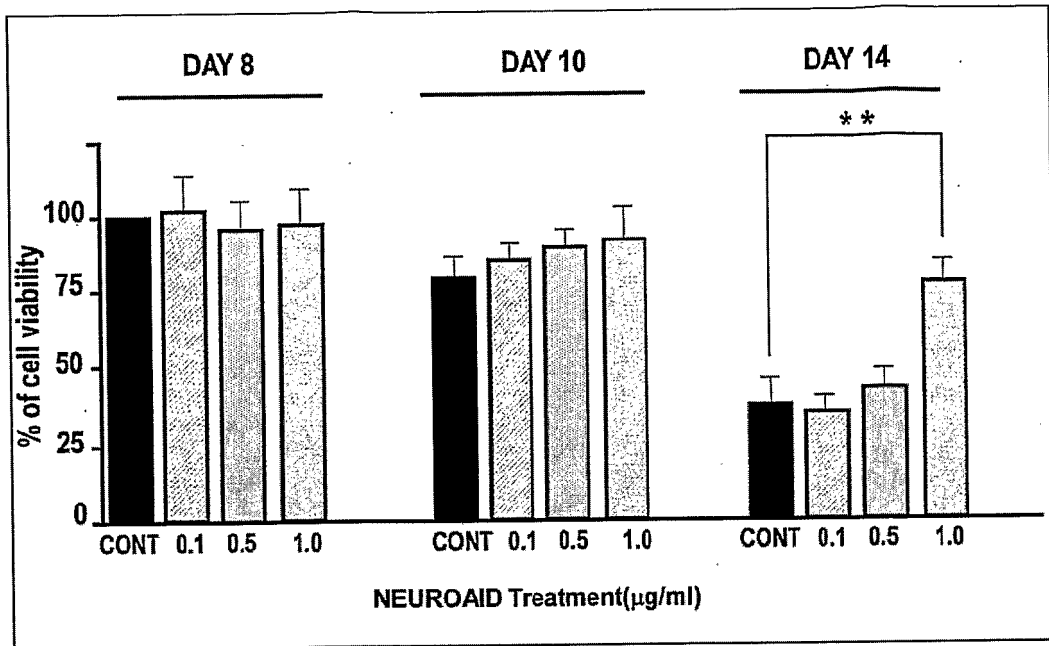 DAY 8 DAY 10 DAY 14
**
% of cell viability
100
75
50
25
0
CONT 0.1 0.5 1.0 CONT 0.1 0.5 1.0 CONT 0.1 0.5 1.0
NEUROAID Treatment(µg/ml)